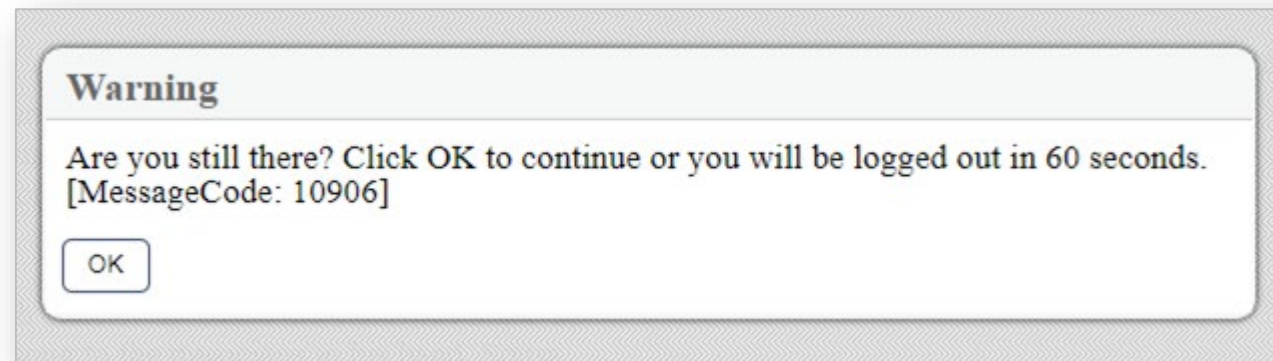 Warning
Are you still there? Click OK to continue or you will be logged out in 60 seconds.
[MessageCode: 10906]
OK